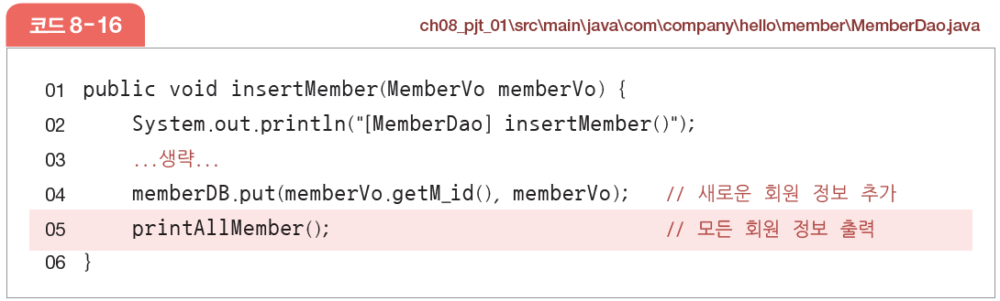 코드 8-16
ch08_pjt_01\src\main\java\com\company\hello\member\MemberDao.java
01 public void insertMember(MemberVo memberVo) {
02 System.out.println("[MemberDao] insertMember()");
03 ...생략...
04 memberDB.put(memberVo.getM_id(), memberVo); // 새로운 회원 정보 추가
05 printAllMember(); // 모든 회원 정보 출력
06 }